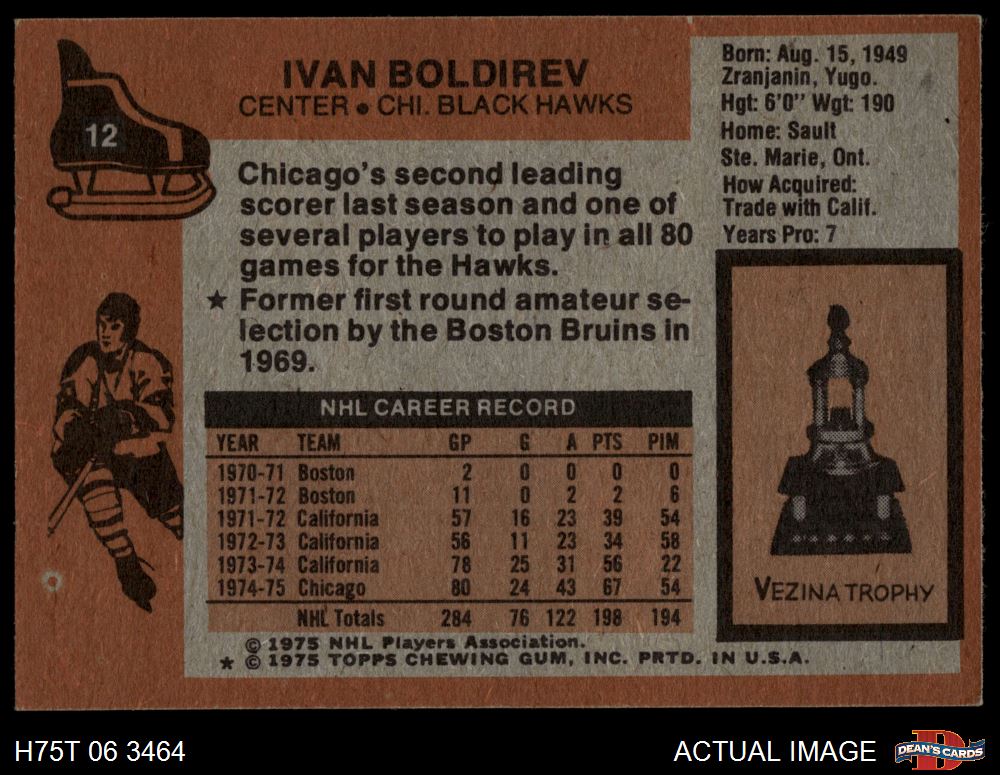 IVAN BOLDIREV
CENTER • CHI. BLACK HAWKS
12
Born: Aug. 15, 1949
Zranjanin, Yugo.
Hgt: 6'0" Wgt: 190
Home: Sault
Ste. Marie, Ont.
How Acquired:
Trade with Calif.
Years Pro: 7
Chicago's second leading
scorer last season and one of
several players to play in all 80
games for the Hawks.
★ Former first round amateur se-
lection by the Boston Bruins in
1969.
NHL CAREER RECORD
YEAR TEAM GP G A PTS PIM
1970-71 Boston 2 0 0 0 0
1971-72 Boston 11 0 2 2 6
1971-72 California 57 16 23 39 54
1972-73 California 56 11 23 34 58
1973-74 California 78 25 31 56 22
1974-75 Chicago 80 24 43 67 54
NHL Totals 284 76 122 198 194
VEZINA TROPHY
© 1975 NHL Players Association.
★ © 1975 TOPPS CHEWING GUM, INC. PRTD. IN U.S.A.
H75T 06 3464
ACTUAL IMAGE
DEAN'S CARDS